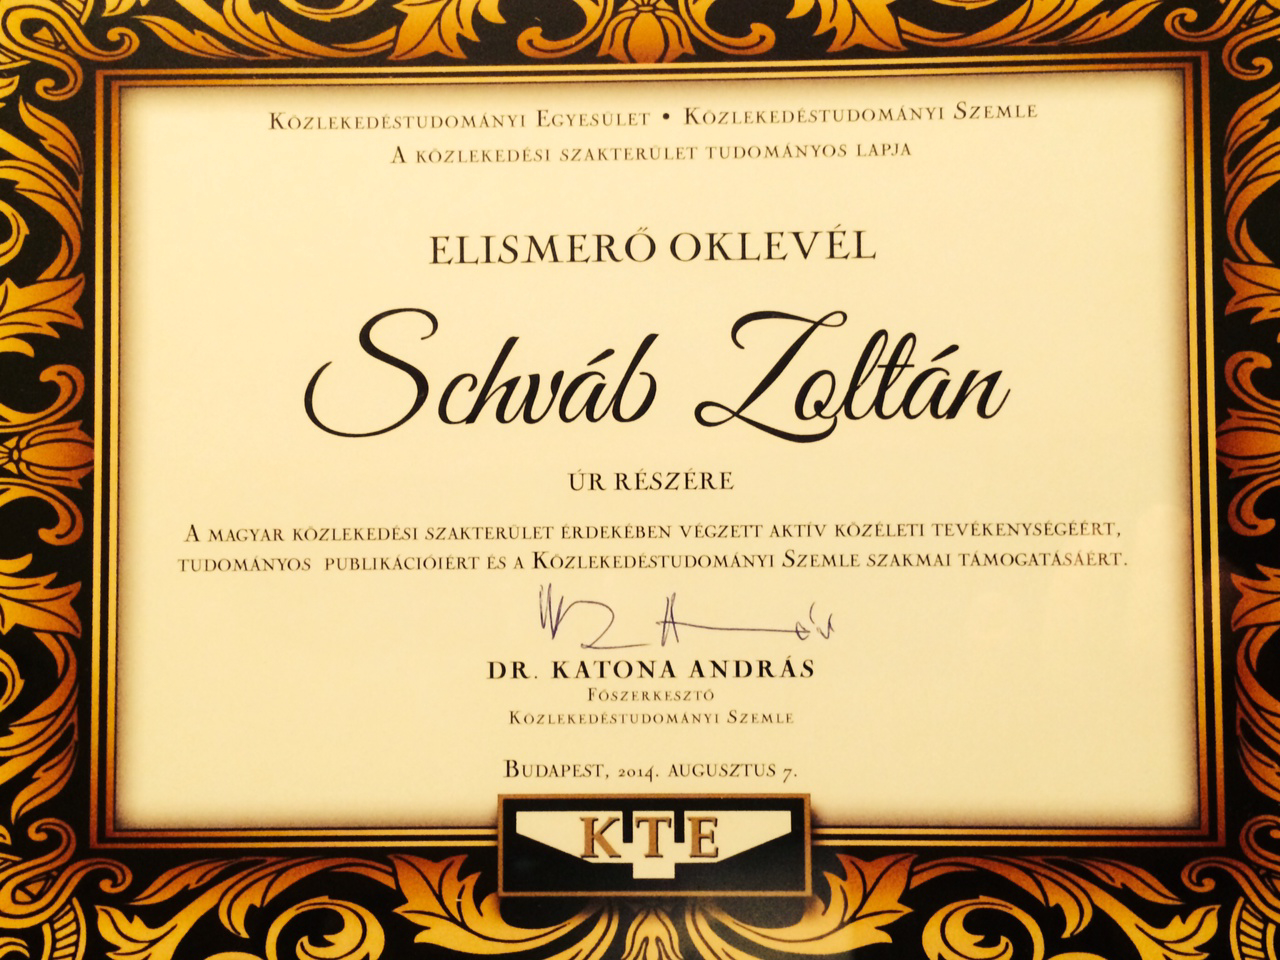 Közlekedéstudományi Egyesület • Közlekedéstudományi Szemle
A közlekedési szakterület tudományos lapja
ELISMERŐ OKLEVÉL
Schváb Zoltán
ÚR RÉSZÉRE
A magyar közlekedési szakterület érdekében végzett aktív közéleti tevékenységéért,
tudományos publikációiért és a Közlekedéstudományi Szemle szakmai támogatásáért.
DR. KATONA ANDRÁS
Főszerkesztő
Közlekedéstudományi Szemle
Budapest, 2014. augusztus 7.
KTE